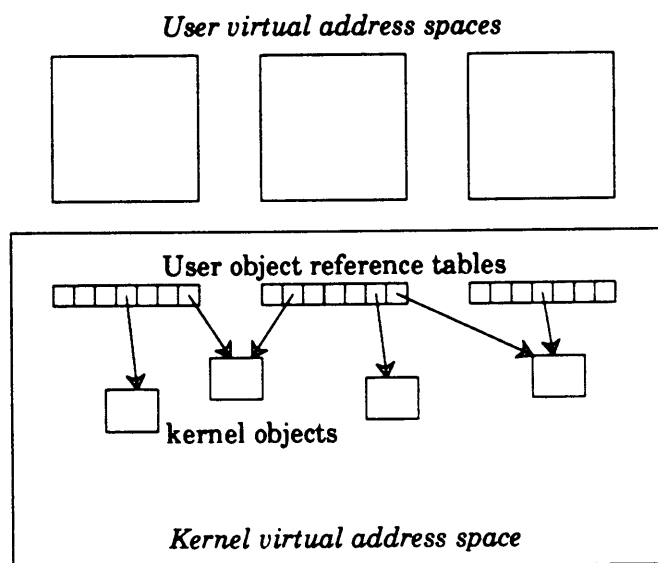 User virtual address spaces
User object reference tables
kernel objects
Kernel virtual address space